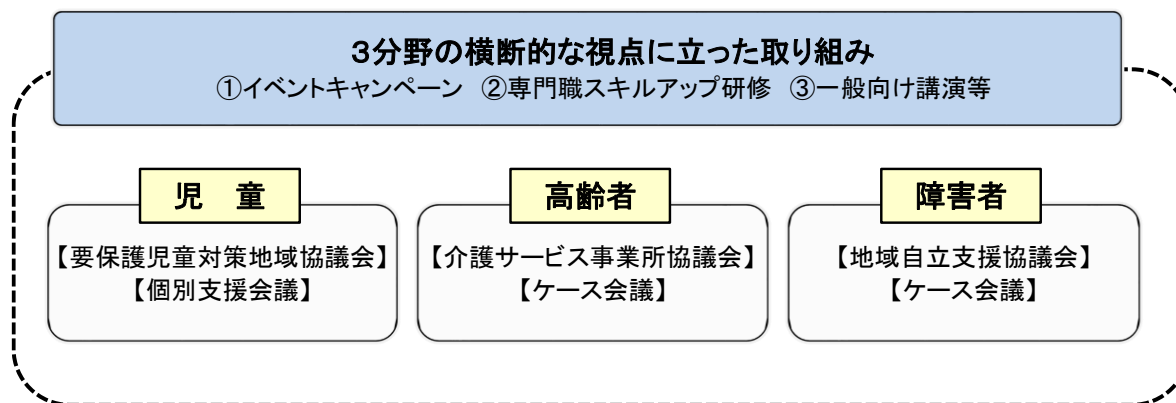 ３分野の横断的な視点に立った取り組み
①イベントキャンペーン ②専門職スキルアップ研修 ③一般向け講演等
児　童
【要保護児童対策地域協議会】
【個別支援会議】
高齢者
【介護サービス事業所協議会】
【ケース会議】
障害者
【地域自立支援協議会】
【ケース会議】